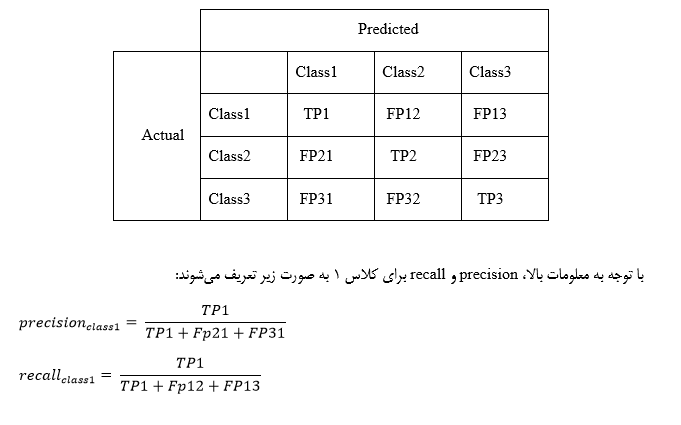 Predicted
Class1 Class2 Class3
Actual
Class1 TP1 FP12 FP13
Class2 FP21 TP2 FP23
Class3 FP31 FP32 TP3
با توجه به معلومات بالا، precision و recall برای کلاس ۱ به صورت زیر تعریف می‌شوند:
precision_class1 = TP1 / (TP1 + Fp21 + FP31)
recall_class1 = TP1 / (TP1 + Fp12 + FP13)